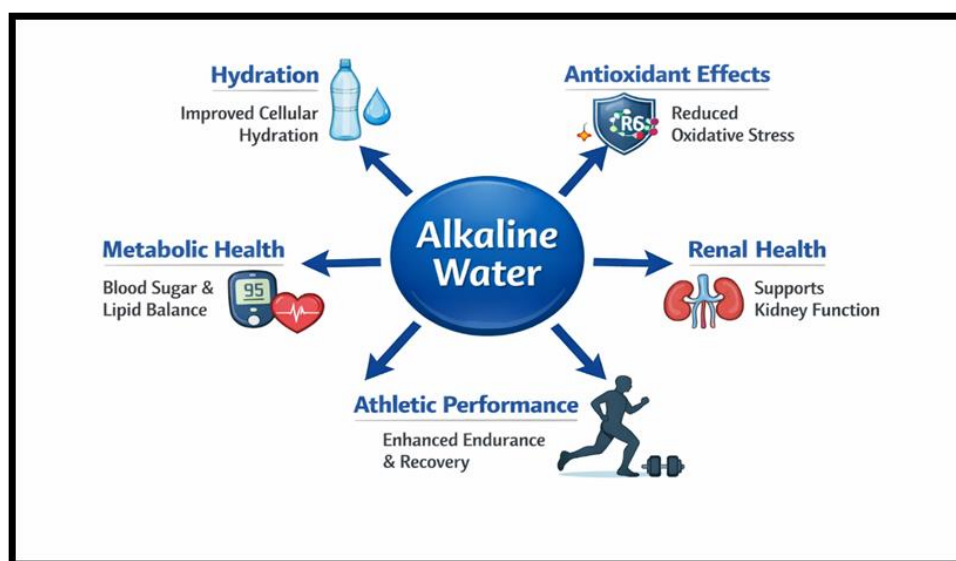 Hydration
Improved Cellular
Hydration
Antioxidant Effects
R6
Reduced
Oxidative Stress
Alkaline
Water
Metabolic Health
Blood Sugar &
Lipid Balance
95
Renal Health
Supports
Kidney Function
Athletic Performance
Enhanced Endurance
& Recovery